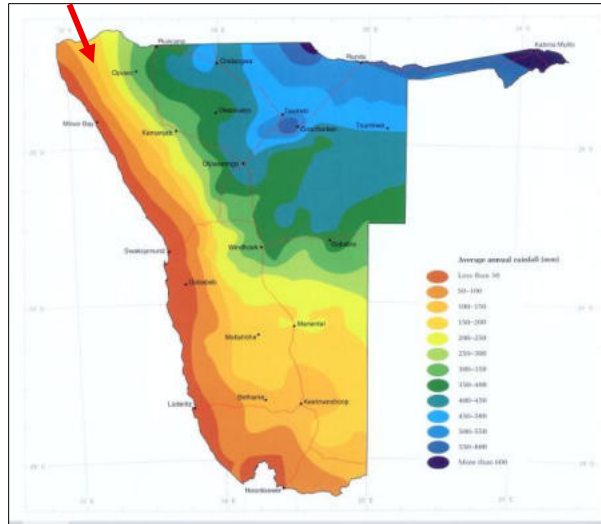 Ruacana
Katima Mulilo
Ondangwa
Rundu
Opuwo
Okaukuejo
Tsumeb
Grootfontein
Tsumkwe
Möwe Bay
Kamanjab
Otjiwarongo
Windhoek
Gobabis
Swakopmund
Average annual rainfall (mm)
Less than 50
50-100
Gobabeb
100-150
150-200
Mariental
200-250
Maltahöhe
250-300
300-350
350-400
Bethanie
Keetmanshoop
400-450
Lüderitz
450-500
500-550
550-600
More than 600
Noordoewer